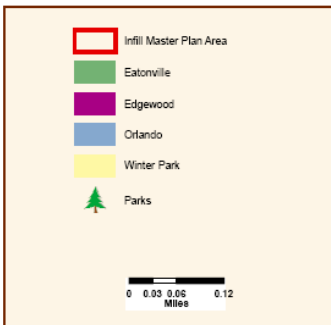 Infill Master Plan Area
Eatonville
Edgewood
Orlando
Winter Park
Parks
0 0.03 0.06 0.12
Miles